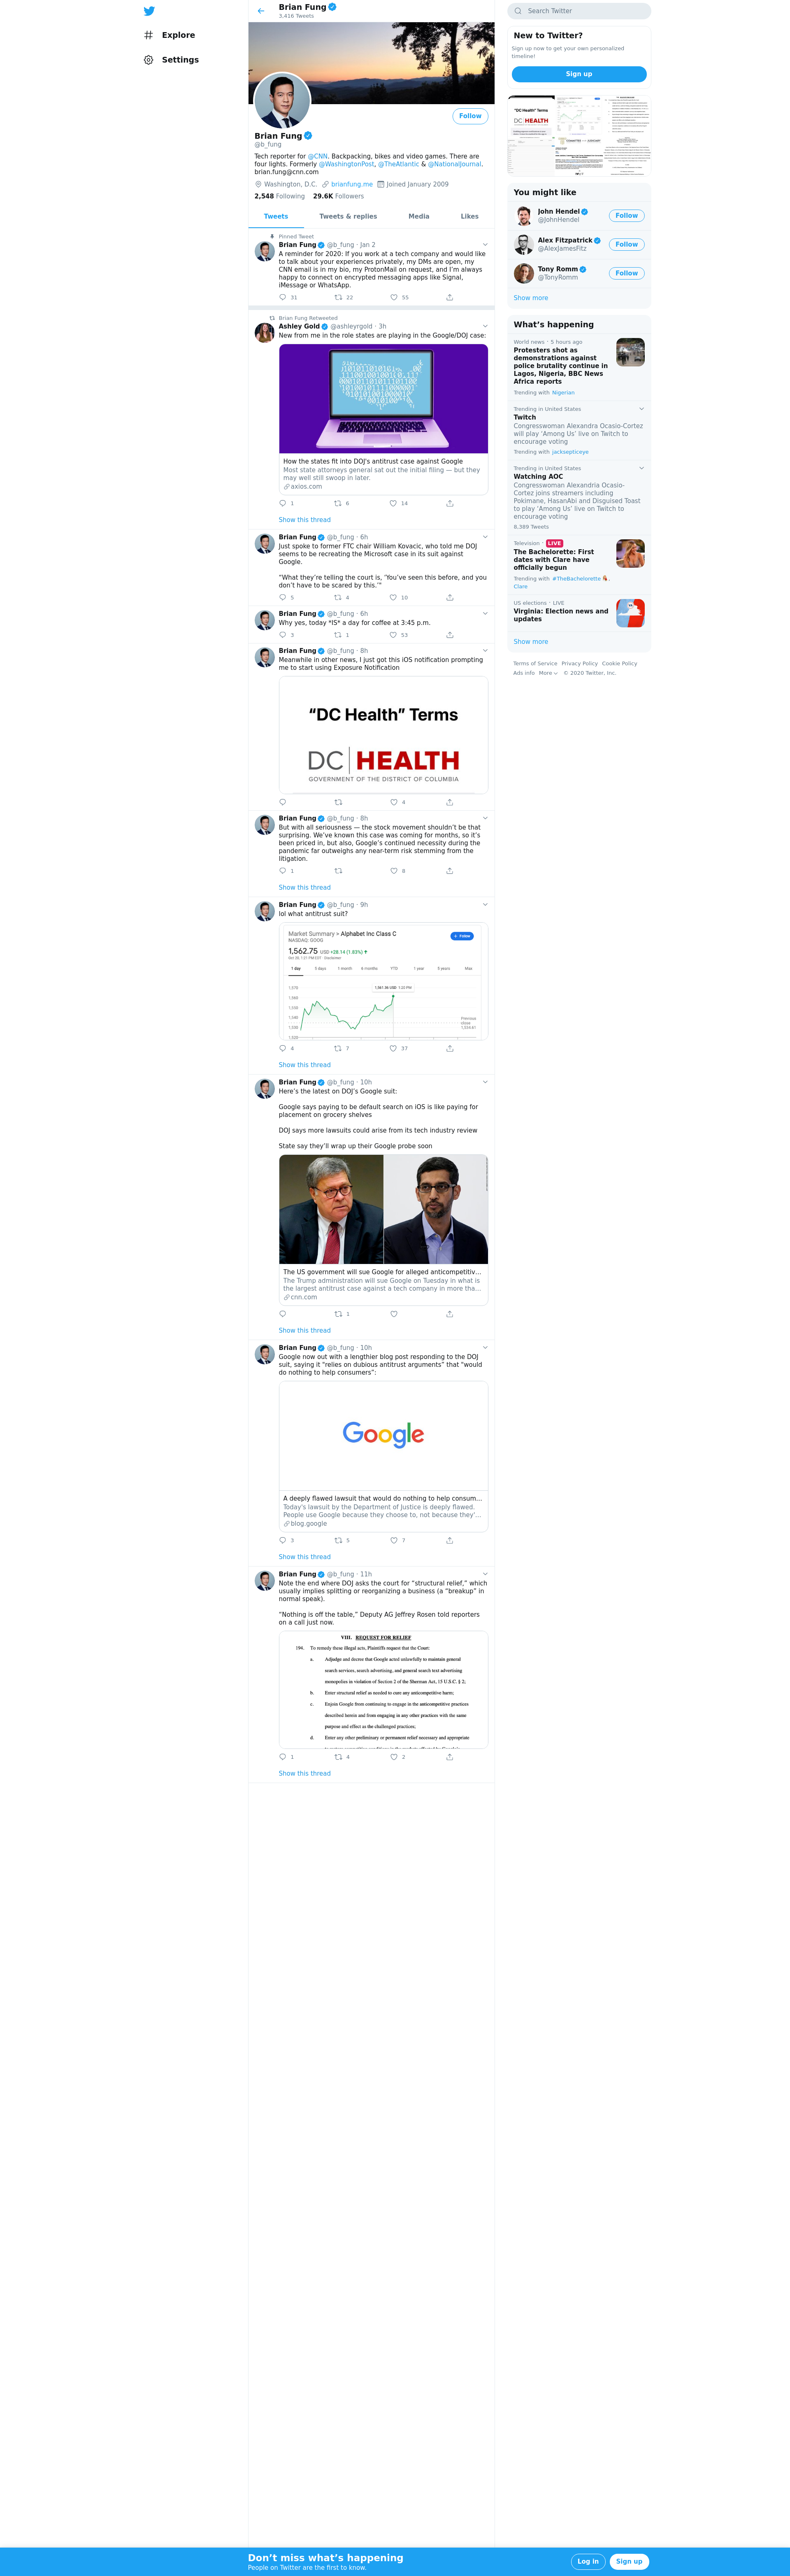 Explore
Settings
Brian Fung
3,416 Tweets
Follow
Brian Fung
@b_fung
Tech reporter for @CNN. Backpacking, bikes and video games. There are
four lights. Formerly @WashingtonPost, @TheAtlantic & @NationalJournal.
brian.fung@cnn.com
Washington, D.C. brianfung.me Joined January 2009
2,548 Following 29.6K Followers
Tweets Tweets & replies Media Likes
Pinned Tweet
Brian Fung @b_fung · Jan 2
A reminder for 2020: If you work at a tech company and would like
to talk about your experiences privately, my DMs are open, my
CNN email is in my bio, my ProtonMail on request, and I’m always
happy to connect on encrypted messaging apps like Signal,
iMessage or WhatsApp.
31 22 55
Brian Fung Retweeted
Ashley Gold @ashleyrgold · 3h
New from me in the role states are playing in the Google/DOJ case:
How the states fit into DOJ's antitrust case against Google
Most state attorneys general sat out the initial filing — but they
may well still swoop in later.
axios.com
1 6 14
Show this thread
Brian Fung @b_fung · 6h
Just spoke to former FTC chair William Kovacic, who told me DOJ
seems to be recreating the Microsoft case in its suit against
Google.
“What they’re telling the court is, ‘You’ve seen this before, and you
don’t have to be scared by this.’”
5 4 10
Brian Fung @b_fung · 6h
Why yes, today *IS* a day for coffee at 3:45 p.m.
3 1 53
Brian Fung @b_fung · 8h
Meanwhile in other news, I just got this iOS notification prompting
me to start using Exposure Notification
“DC Health” Terms
DC HEALTH
GOVERNMENT OF THE DISTRICT OF COLUMBIA
4
Brian Fung @b_fung · 8h
But with all seriousness — the stock movement shouldn’t be that
surprising. We’ve known this case was coming for months, so it’s
been priced in, but also, Google’s continued necessity during the
pandemic far outweighs any near-term risk stemming from the
litigation.
1 8
Show this thread
Brian Fung @b_fung · 9h
lol what antitrust suit?
Market Summary > Alphabet Inc Class C
NASDAQ: GOOG
Follow
1,562.75 USD +28.14 (1.83%)
1 day 5 days 1 month 6 months YTD 1 year 5 years Max
4 7 37
Show this thread
Brian Fung @b_fung · 10h
Here’s the latest on DOJ’s Google suit:
Google says paying to be default search on iOS is like paying for
placement on grocery shelves
DOJ says more lawsuits could arise from its tech industry review
State say they’ll wrap up their Google probe soon
The US government will sue Google for alleged anticompetitiv...
The Trump administration will sue Google on Tuesday in what is
the largest antitrust case against a tech company in more tha...
cnn.com
1
Show this thread
Brian Fung @b_fung · 10h
Google now out with a lengthier blog post responding to the DOJ
suit, saying it “relies on dubious antitrust arguments” that “would
do nothing to help consumers”:
Google
A deeply flawed lawsuit that would do nothing to help consum...
Today’s lawsuit by the Department of Justice is deeply flawed.
People use Google because they choose to, not because they’...
blog.google
3 5 7
Show this thread
Brian Fung @b_fung · 11h
Note the end where DOJ asks the court for “structural relief,” which
usually implies splitting or reorganizing a business (a “breakup” in
normal speak).
“Nothing is off the table,” Deputy AG Jeffrey Rosen told reporters
on a call just now.
VIII. REQUEST FOR RELIEF
194. To remedy these illegal acts, Plaintiffs request that the Court:
a. Adjudge and decree that Google acted unlawfully to maintain general
search services, search advertising, and general search text advertising
monopolies in violation of Section 2 of the Sherman Act, 15 U.S.C. § 2;
b. Enter structural relief as needed to cure any anticompetitive harm;
c. Enjoin Google from continuing to engage in the anticompetitive practices
described herein and from engaging in any other practices with the same
purpose and effect as the challenged practices;
d. Enter any other preliminary or permanent relief necessary and appropriate
1 4 2
Show this thread
Search Twitter
New to Twitter?
Sign up now to get your own personalized
timeline!
Sign up
You might like
John Hendel
@JohnHendel
Follow
Alex Fitzpatrick
@AlexJamesFitz
Follow
Tony Romm
@TonyRomm
Follow
Show more
What’s happening
World news · 5 hours ago
Protesters shot as
demonstrations against
police brutality continue in
Lagos, Nigeria, BBC News
Africa reports
Trending with Nigerian
Trending in United States
Twitch
Congresswoman Alexandra Ocasio-Cortez
will play ‘Among Us’ live on Twitch to
encourage voting
Trending with jacksepticeye
Trending in United States
Watching AOC
Congresswoman Alexandria Ocasio-
Cortez joins streamers including
Pokimane, HasanAbi and Disguised Toast
to play ‘Among Us’ live on Twitch to
encourage voting
8,389 Tweets
Television · LIVE
The Bachelorette: First
dates with Clare have
officially begun
Trending with #TheBachelorette ,
Clare
US elections · LIVE
Virginia: Election news and
updates
Show more
Terms of Service Privacy Policy Cookie Policy
Ads info More © 2020 Twitter, Inc.
Don’t miss what’s happening
People on Twitter are the first to know.
Log in Sign up